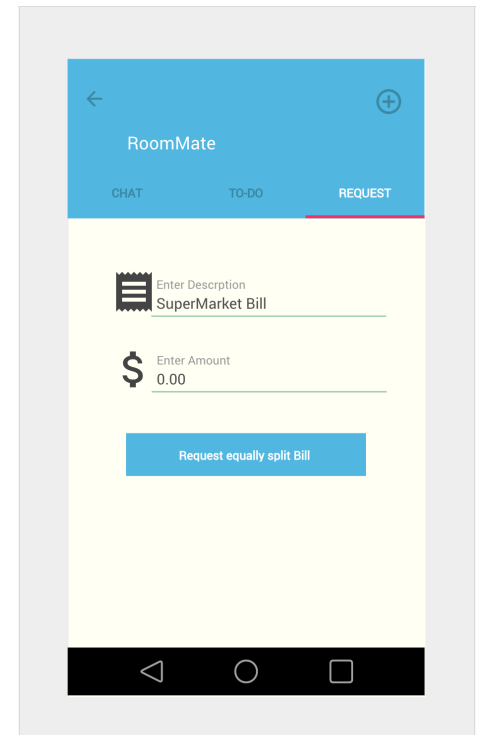 RoomMate
CHAT TO-DO REQUEST
Enter Descrption
SuperMarket Bill
$
Enter Amount
0.00
Request equally split Bill